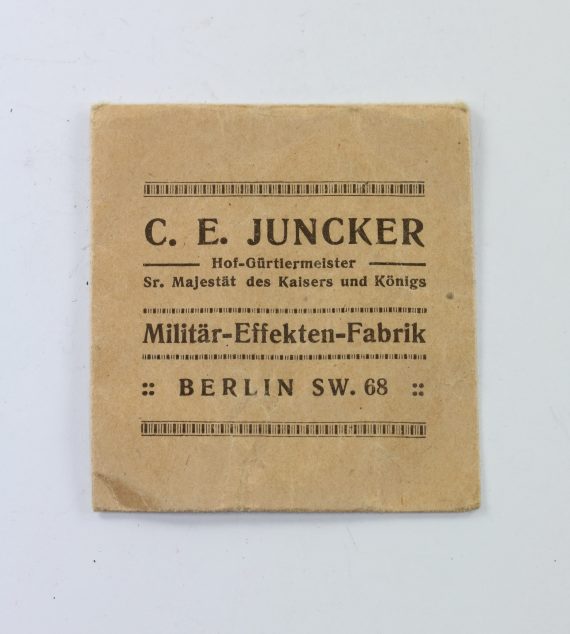 C. E. JUNCKER
Hof-Gürtlermeister
Sr. Majestät des Kaisers und Königs
Militär-Effekten-Fabrik
:: BERLIN SW. 68 ::